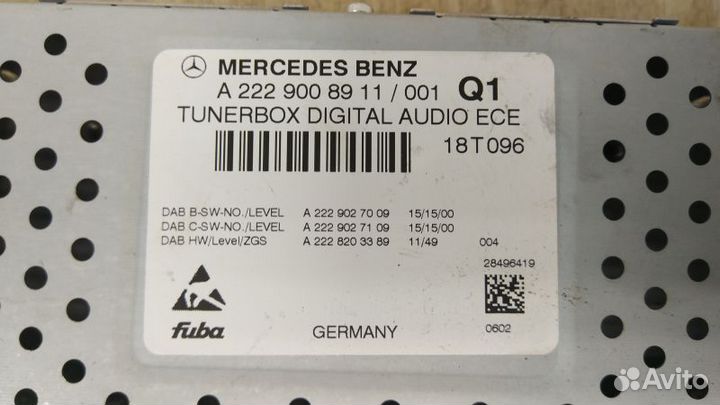 MERCEDES BENZ
A 222 900 89 11 / 001 Q1
TUNERBOX DIGITAL AUDIO ECE
18T096
DAB B-SW-NO./LEVEL A 222 902 70 09 15/15/00
DAB C-SW-NO./LEVEL A 222 902 71 09 15/15/00
DAB HW/Level/ZGS A 222 820 33 89 11/49 004
28496419
fuba GERMANY 0602
Avito